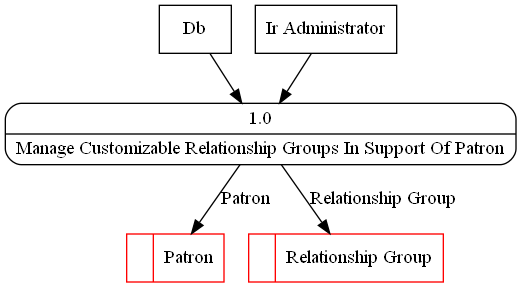 Db
Ir Administrator
1.0
Manage Customizable Relationship Groups In Support Of Patron
Patron
Relationship Group
Patron
Relationship Group